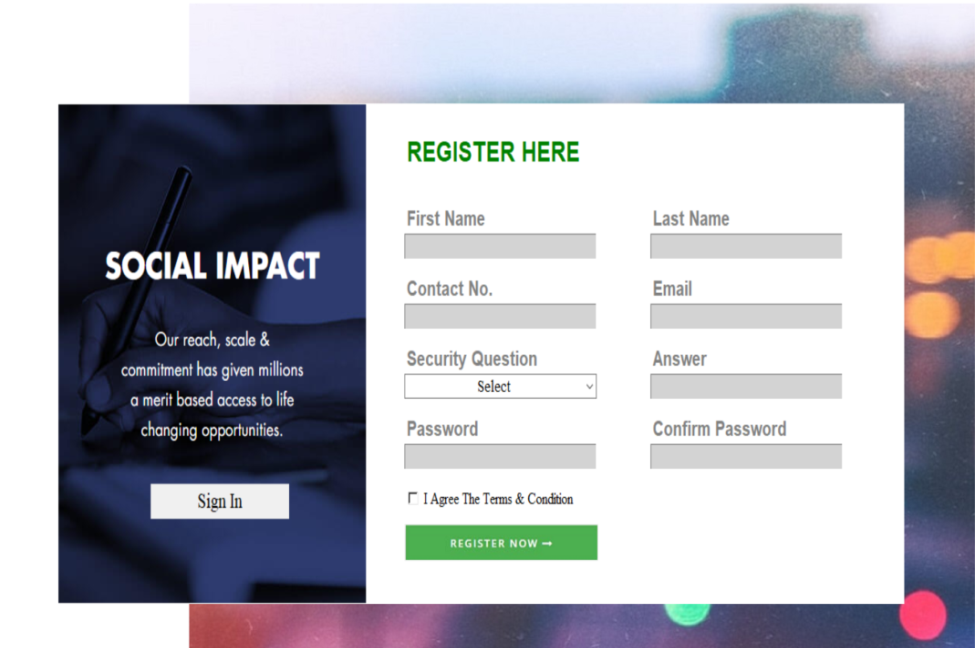 SOCIAL IMPACT
Our reach, scale &
commitment has given millions
a merit based access to life
changing opportunities.
Sign In
REGISTER HERE
First Name
Last Name
Contact No.
Email
Security Question
Answer
Select
Password
Confirm Password
I Agree The Terms & Condition
REGISTER NOW →